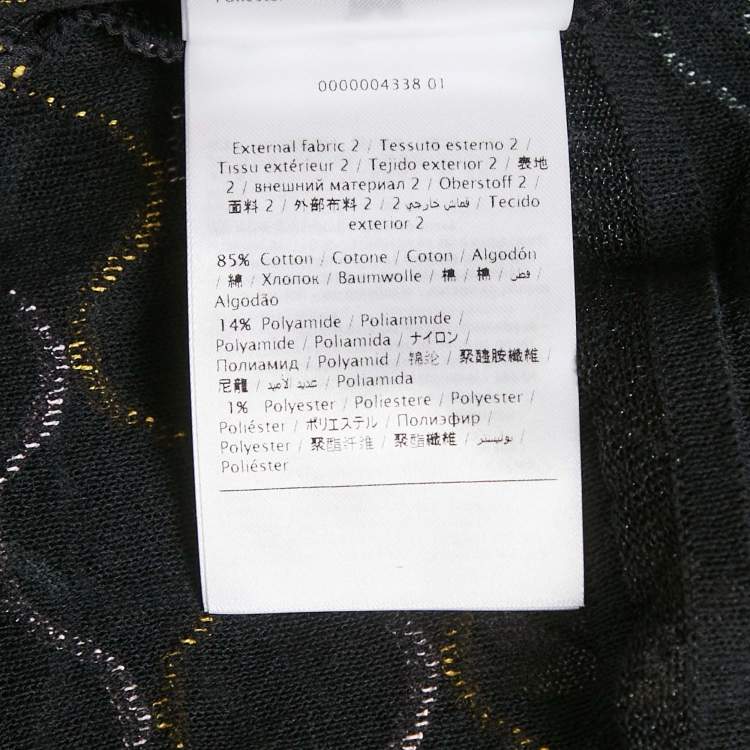 0000004338 01
External fabric 2 / Tessuto esterno 2 /
Tissu extérieur 2 / Tejido exterior 2 / 表地
2 / внешний материал 2 / Oberstoff 2 /
面料 2 / 外部布料 2 / قماش خارجي 2 / Tecido
exterior 2
85% Cotton / Cotone / Coton / Algodón
/ 綿 / Хлопок / Baumwolle / 棉 / 棉 / قطن /
Algodão
14% Polyamide / Poliammide /
Polyamide / Poliamida / ナイロン /
Полиамид / Polyamid / 锦纶 / 聚醯胺纖維 /
尼龍 / عديد الأميد / Poliamida
1% Polyester / Poliestere / Polyester /
Poliéster / ポリエステル / Полиэфир /
Polyester / 聚酯纤维 / 聚酯纖維 / بوليستر /
Poliéster